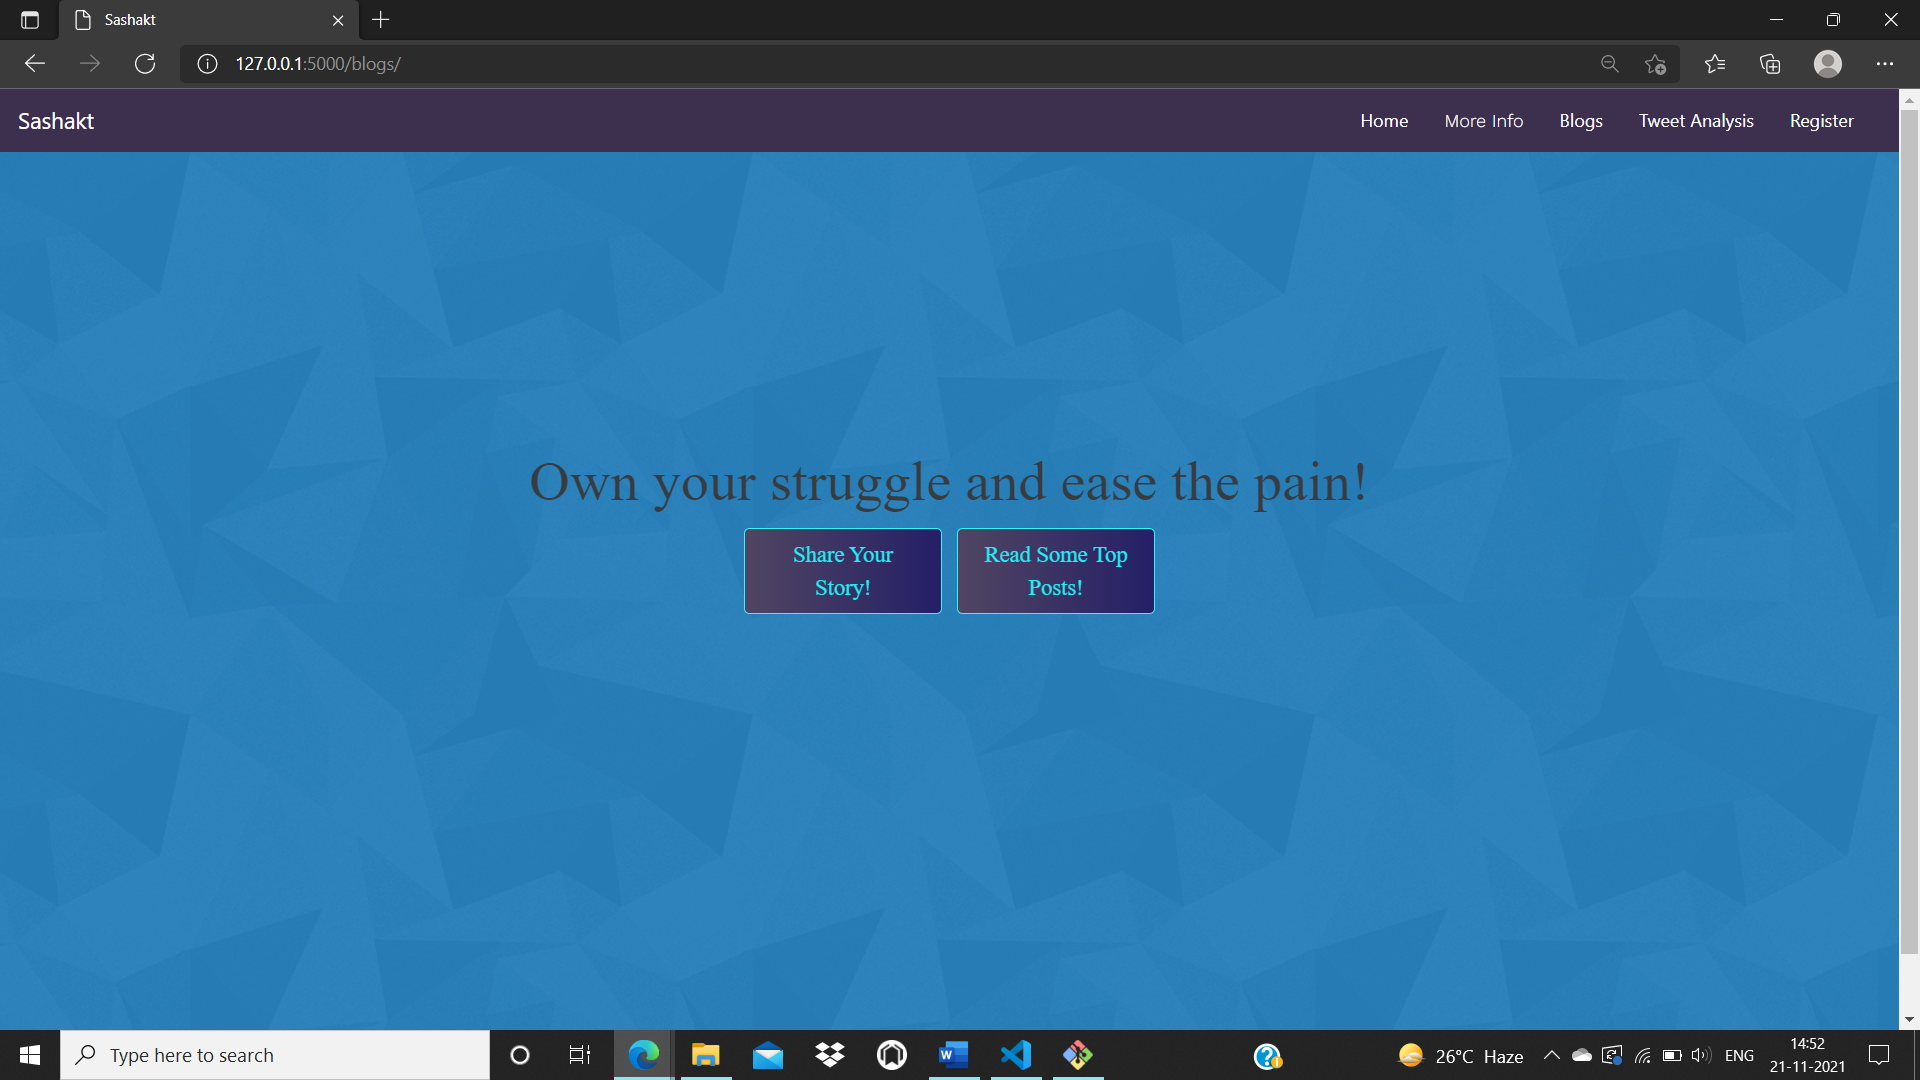 Sashakt
127.0.0.1:5000/blogs/
Sashakt
Home More Info Blogs Tweet Analysis Register
Own your struggle and ease the pain!
Share Your
Story!
Read Some Top
Posts!
Type here to search
26°C Haze
ENG
14:52
21-11-2021